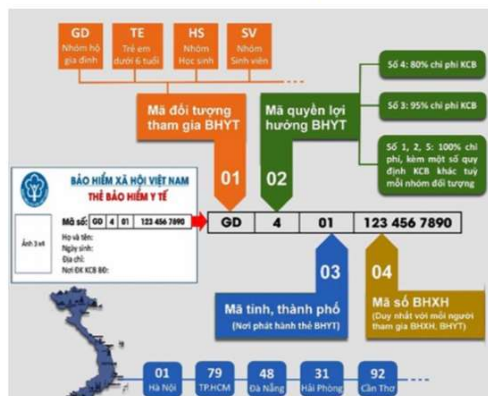 GD
Nhóm hộ
gia đình
TE
Trẻ em
dưới 6 tuổi
HS
Nhóm
Học sinh
SV
Nhóm
Sinh viên
Mã đối tượng
tham gia BHYT
01
Mã quyền lợi
hưởng BHYT
02
Số 4: 80% chi phí KCB
Số 3: 95% chi phí KCB
Số 1, 2, 5: 100% chi
phí, kèm một số quy
định KCB khác tuỳ
mỗi nhóm đối tượng
BẢO HIỂM XÃ HỘI VIỆT NAM
THẺ BẢO HIỂM Y TẾ
Mã số: GD 4 01 123 456 7890
Họ và tên:
Ngày sinh:
Địa chỉ:
Nơi ĐK KCB BĐ:
Ảnh 3 x4
GD 4 01 123 456 7890
03
Mã tỉnh, thành phố
(Nơi phát hành thẻ BHYT)
04
Mã số BHXH
(Duy nhất với mỗi người
tham gia BHXH, BHYT)
01
Hà Nội
79
TP.HCM
48
Đà Nẵng
31
Hải Phòng
92
Cần Thơ